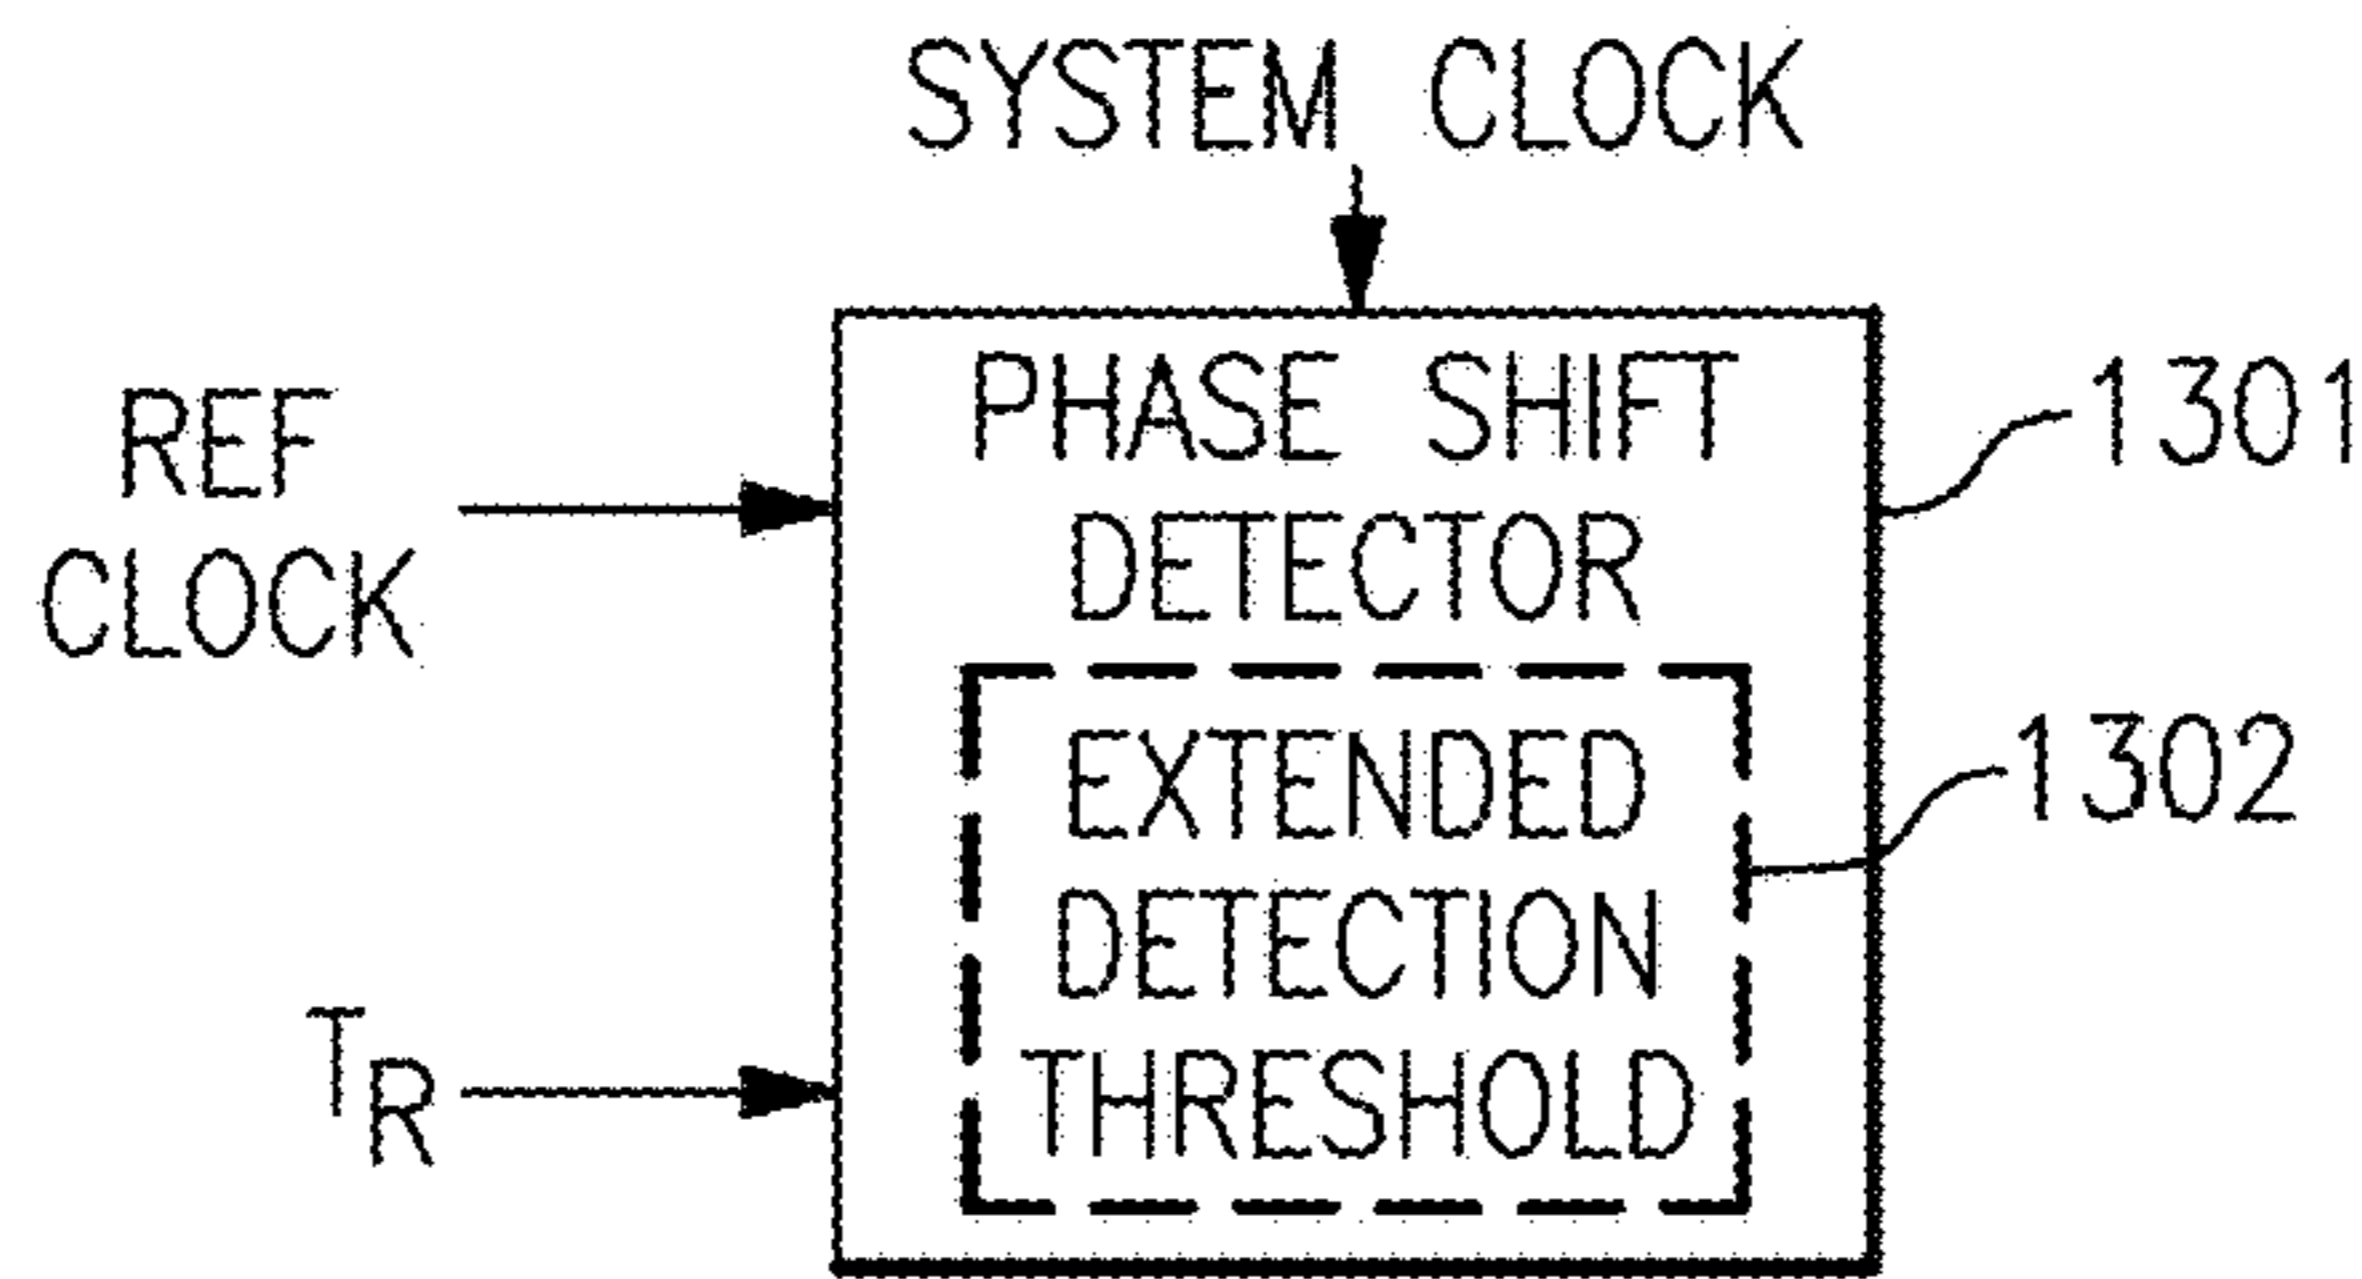 SYSTEM CLOCK
REF
CLOCK
PHASE SHIFT
DETECTOR
1301
EXTENDED
DETECTION
THRESHOLD
1302
TR